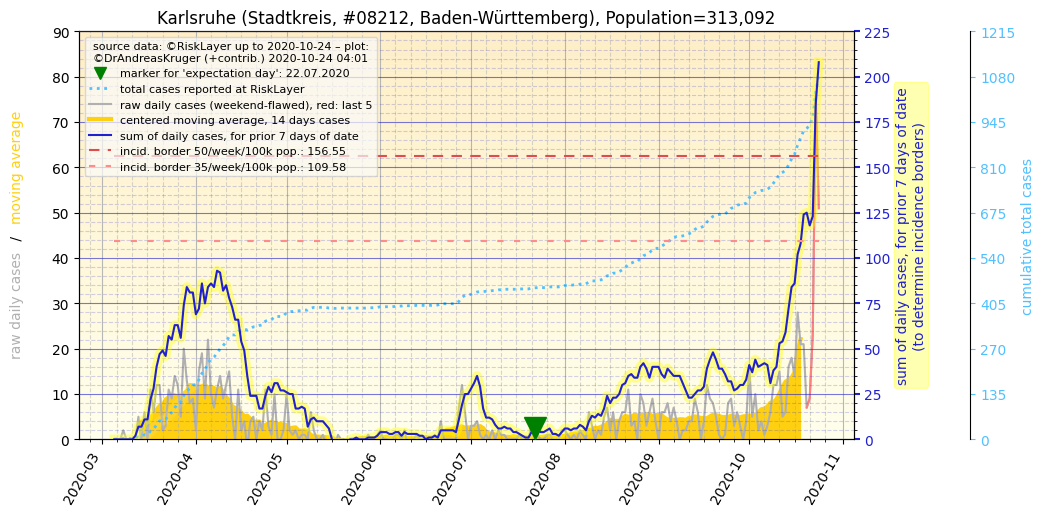 Karlsruhe (Stadtkreis, #08212, Baden-Württemberg), Population=313,092
source data: ©RiskLayer up to 2020-10-24 – plot:
©DrAndreasKruger (+contrib.) 2020-10-24 04:01
marker for 'expectation day': 22.07.2020
total cases reported at RiskLayer
raw daily cases (weekend-flawed), red: last 5
centered moving average, 14 days cases
sum of daily cases, for prior 7 days of date
incid. border 50/week/100k pop.: 156.55
incid. border 35/week/100k pop.: 109.58
raw daily cases / moving average
90
80
70
60
50
40
30
20
10
0
225
200
175
150
125
100
75
50
25
0
sum of daily cases, for prior 7 days of date
(to determine incidence borders)
1215
1080
945
810
675
540
405
270
135
0
cumulative total cases
2020-03
2020-04
2020-05
2020-06
2020-07
2020-08
2020-09
2020-10
2020-11